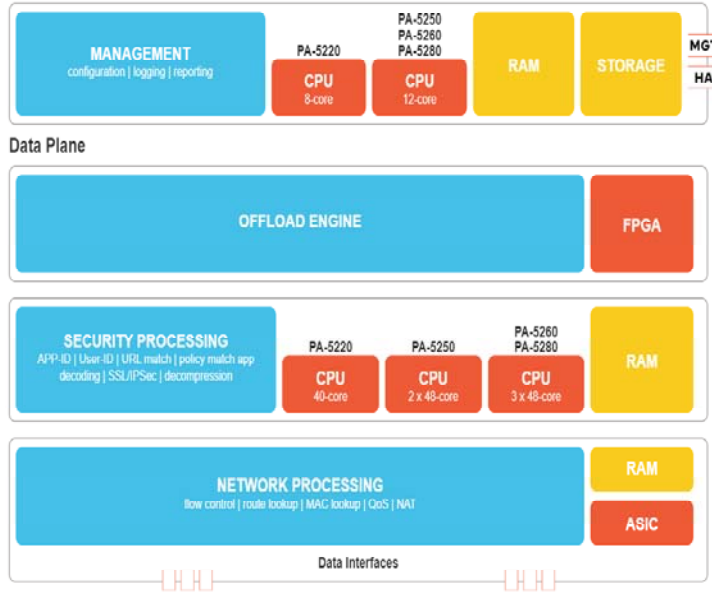 MANAGEMENT
configuration | logging | reporting
PA-5220
CPU
8-core
PA-5250
PA-5260
PA-5280
CPU
12-core
RAM
STORAGE
MGT
HA
Data Plane
OFFLOAD ENGINE
FPGA
SECURITY PROCESSING
APP-ID | User-ID | URL match | policy match app
decoding | SSL/IPSec | decompression
PA-5220
CPU
40-core
PA-5250
CPU
2 x 48-core
PA-5260
PA-5280
CPU
3 x 48-core
RAM
NETWORK PROCESSING
flow control | route lookup | MAC lookup | QoS | NAT
RAM
ASIC
Data Interfaces